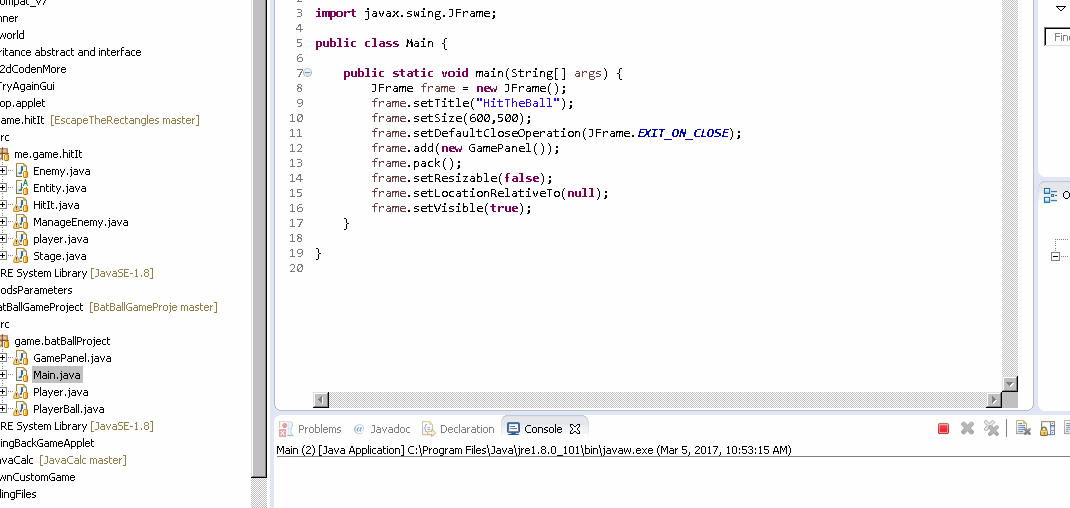 ompat_v7
nner
world
ritance abstract and interface
2dCodenMore
TryAgainGui
op.applet
ame.hitIt [EscapeTheRectangles master]
rc
me.game.hitIt
Enemy.java
Entity.java
HitIt.java
ManageEnemy.java
player.java
Stage.java
RE System Library [JavaSE-1.8]
odsParameters
atBallGameProject [BatBallGameProje master]
rc
game.batBallProject
GamePanel.java
Main.java
Player.java
PlayerBall.java
RE System Library [JavaSE-1.8]
ingBackGameApplet
avaCalc [JavaCalc master]
wnCustomGame
lingFiles
2
3 import javax.swing.JFrame;
4
5 public class Main {
6
7 public static void main(String[] args) {
8 JFrame frame = new JFrame();
9 frame.setTitle("HitTheBall");
10 frame.setSize(600,500);
11 frame.setDefaultCloseOperation(JFrame.EXIT_ON_CLOSE);
12 frame.add(new GamePanel());
13 frame.pack();
14 frame.setResizable(false);
15 frame.setLocationRelativeTo(null);
16 frame.setVisible(true);
17 }
18
19 }
20
Find
Problems @ Javadoc Declaration Console
Main (2) [Java Application] C:\Program Files\Java\jre1.8.0_101\bin\javaw.exe (Mar 5, 2017, 10:53:15 AM)